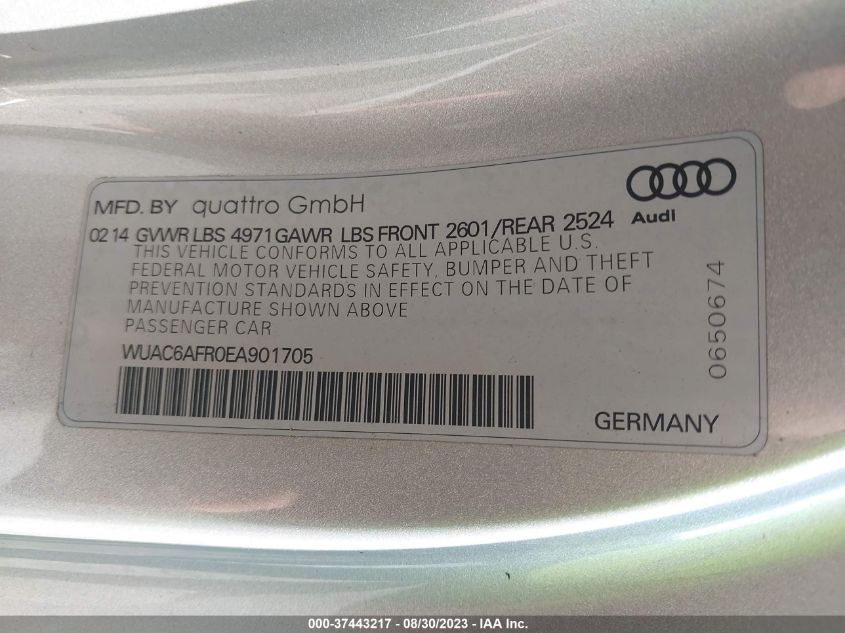 MFD. BY quattro GmbH
Audi
02 14 GVWR LBS 4971 GAWR LBS FRONT 2601/REAR 2524
THIS VEHICLE CONFORMS TO ALL APPLICABLE U.S.
FEDERAL MOTOR VEHICLE SAFETY, BUMPER AND THEFT
PREVENTION STANDARDS IN EFFECT ON THE DATE OF
MANUFACTURE SHOWN ABOVE
PASSENGER CAR
WUAC6AFR0EA901705
0650674
GERMANY
000-37443217 - 08/30/2023 - IAA Inc.